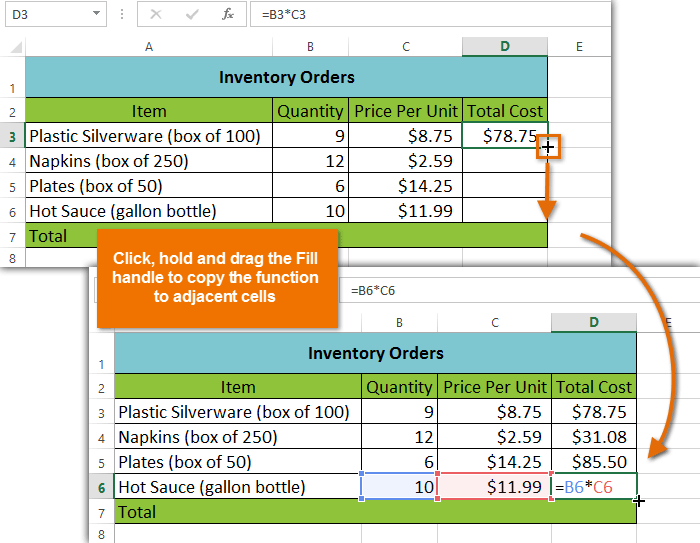 D3 fx =B3*C3
A B C D E
1 Inventory Orders
2 Item Quantity Price Per Unit Total Cost
3 Plastic Silverware (box of 100) 9 $8.75 $78.75
4 Napkins (box of 250) 12 $2.59
5 Plates (box of 50) 6 $14.25
6 Hot Sauce (gallon bottle) 10 $11.99
7 Total
8
Click, hold and drag the Fill
handle to copy the function
to adjacent cells
=B6*C6
B C D E
1 Inventory Orders
2 Item Quantity Price Per Unit Total Cost
3 Plastic Silverware (box of 100) 9 $8.75 $78.75
4 Napkins (box of 250) 12 $2.59 $31.08
5 Plates (box of 50) 6 $14.25 $85.50
6 Hot Sauce (gallon bottle) 10 $11.99 =B6*C6
7 Total
8